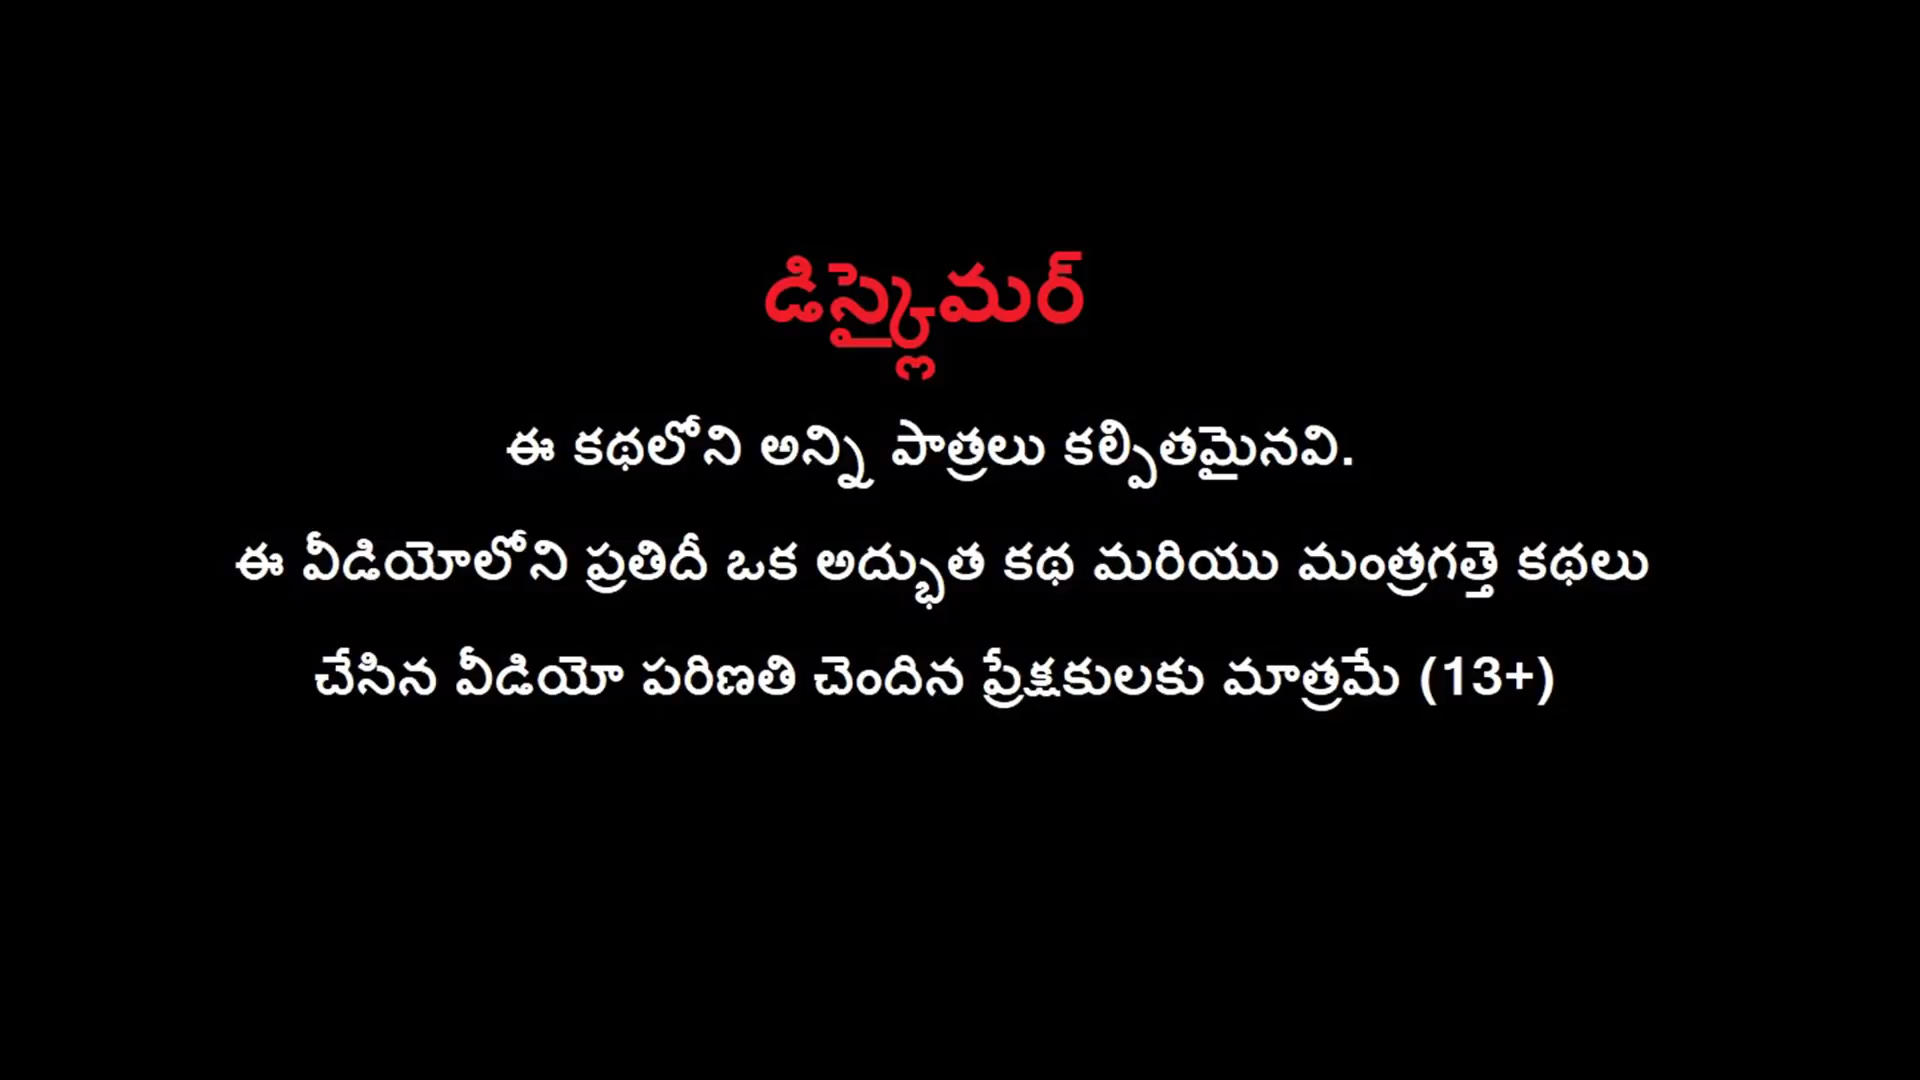 డిస్క్లైమర్
ఈ కథలోని అన్ని పాత్రలు కల్పితమైనవి.
ఈ వీడియోలోని ప్రతిదీ ఒక అద్భుత కథ మరియు మంత్రగత్తె కథలు
చేసిన వీడియో పరిణతి చెందిన ప్రేక్షకులకు మాత్రమే (13+)